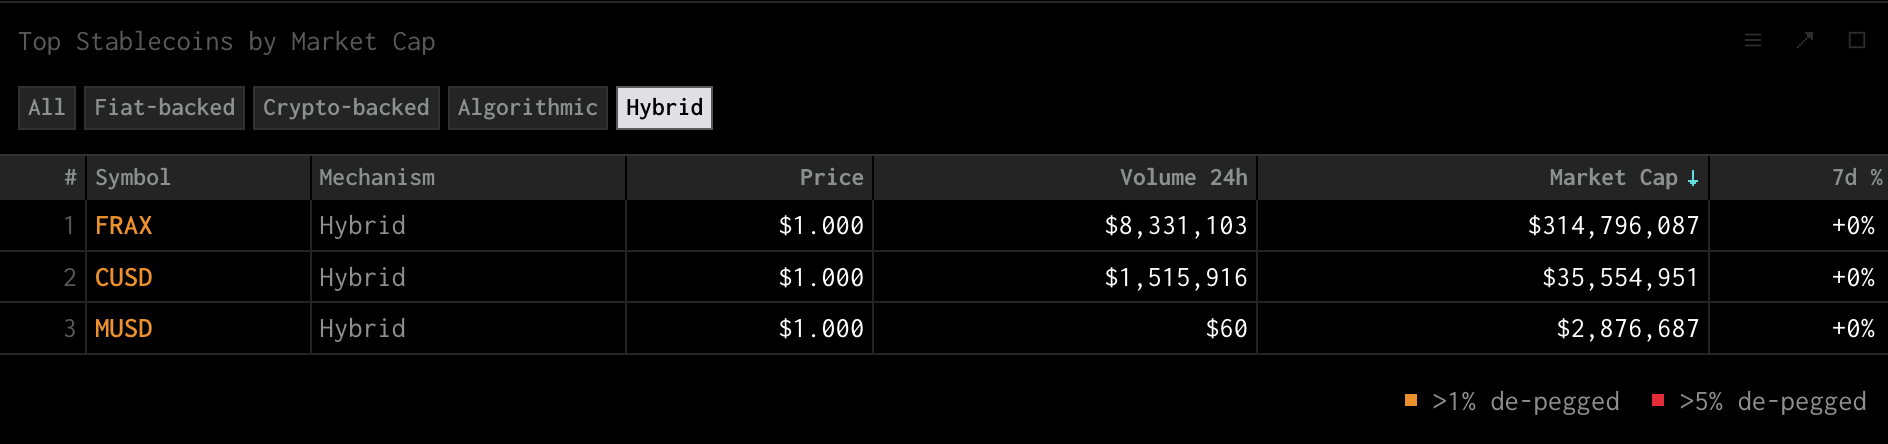 Top Stablecoins by Market Cap
All Fiat-backed Crypto-backed Algorithmic Hybrid
# Symbol Mechanism Price Volume 24h Market Cap ↓ 7d %
1 FRAX Hybrid $1.000 $8,331,103 $314,796,087 +0%
2 CUSD Hybrid $1.000 $1,515,916 $35,554,951 +0%
3 MUSD Hybrid $1.000 $60 $2,876,687 +0%
>1% de-pegged >5% de-pegged